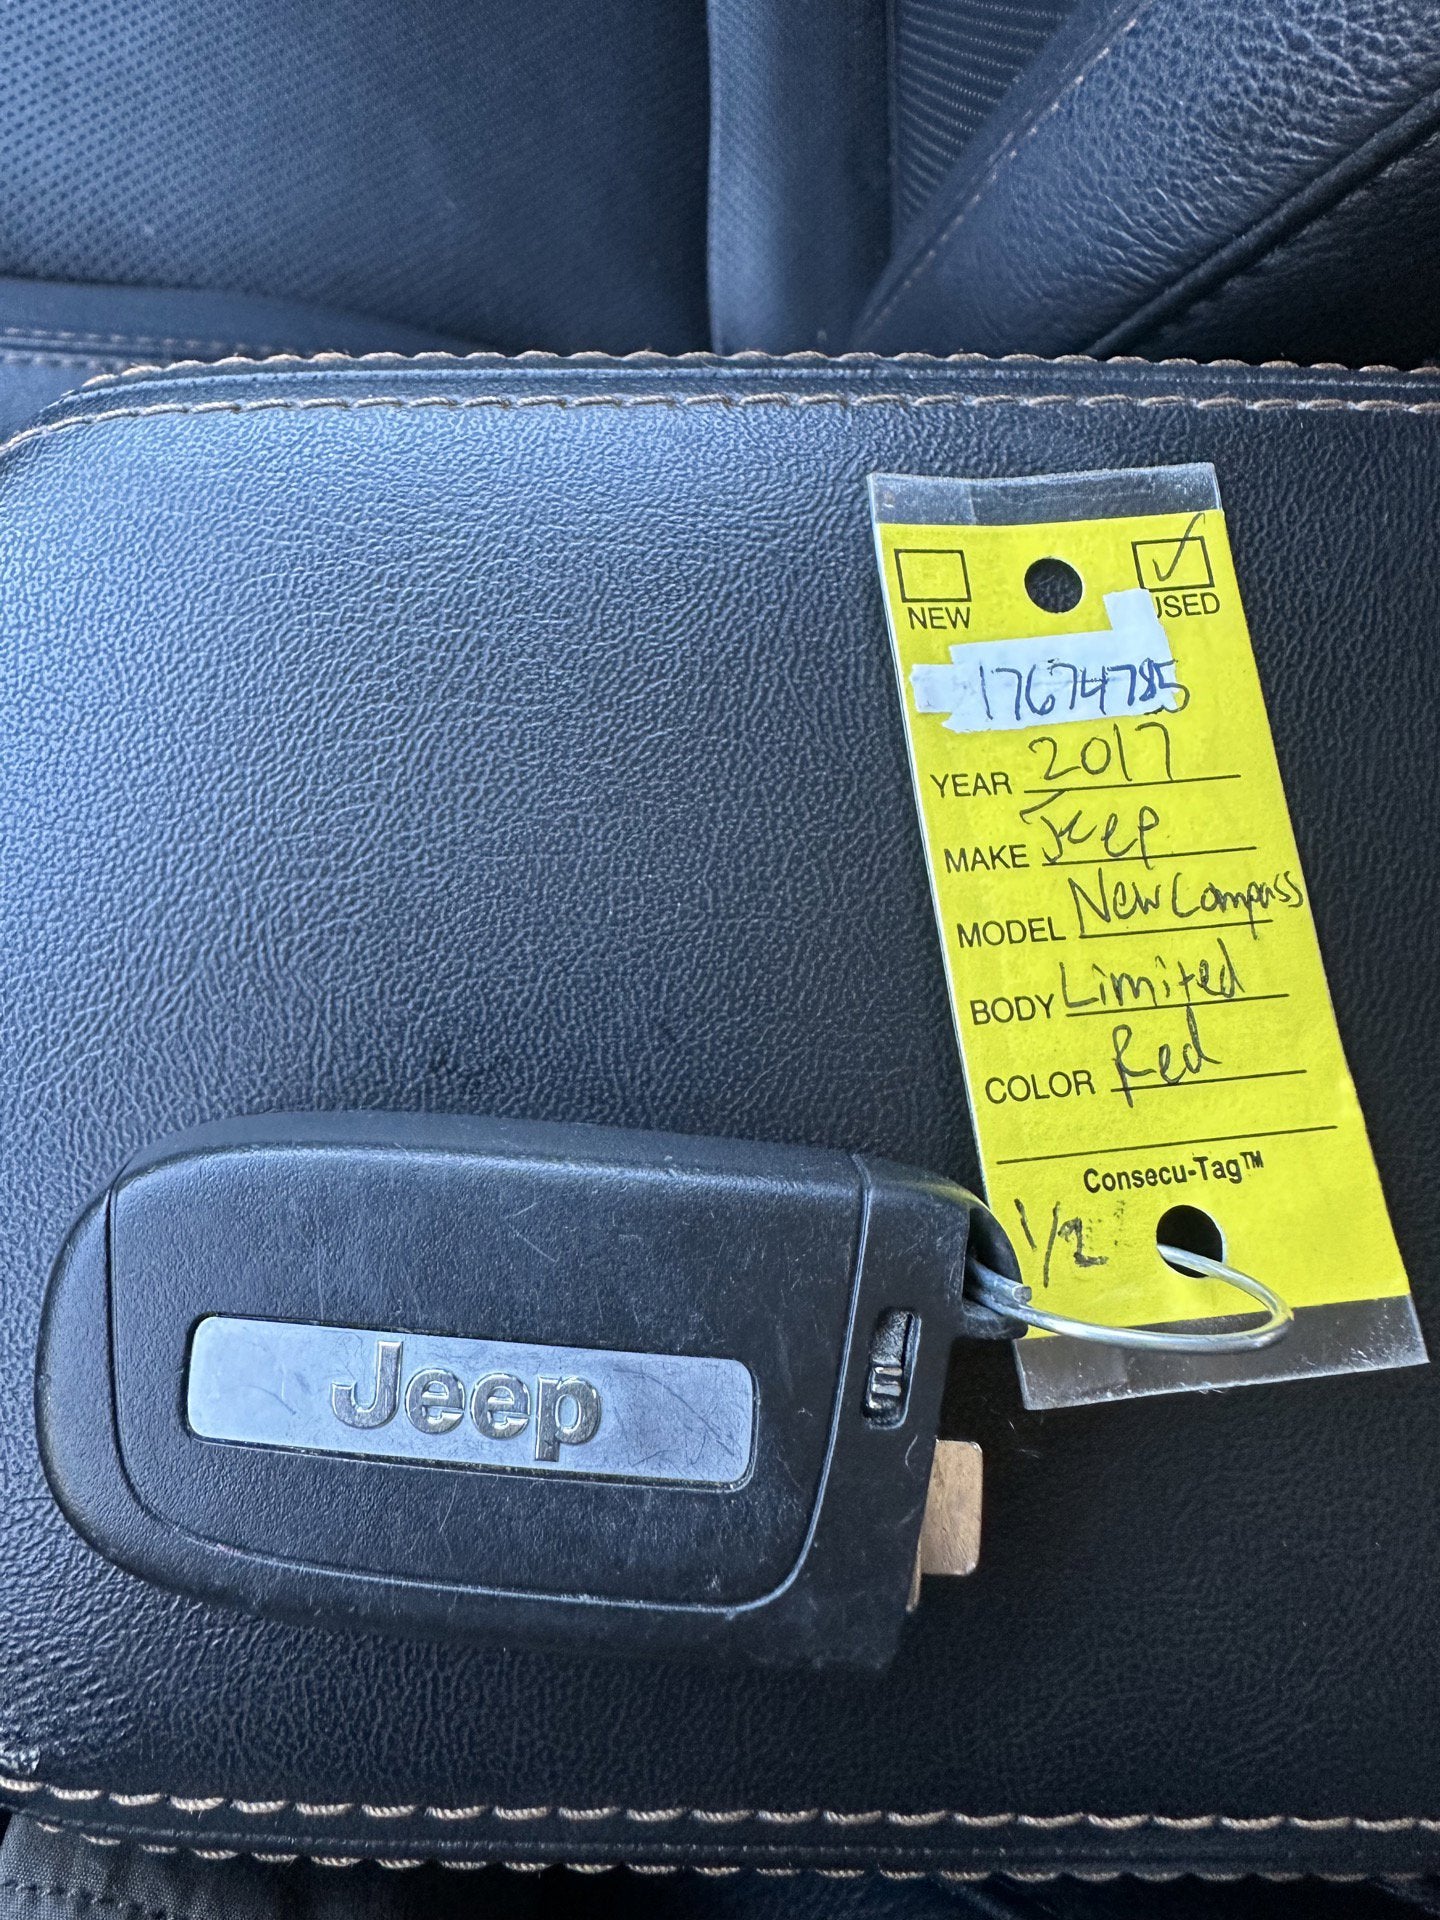 NEW USED
17674785
YEAR 2017
MAKE Jeep
MODEL New Compass
BODY Limited
COLOR Red
Consecu-Tag™
1/2
Jeep